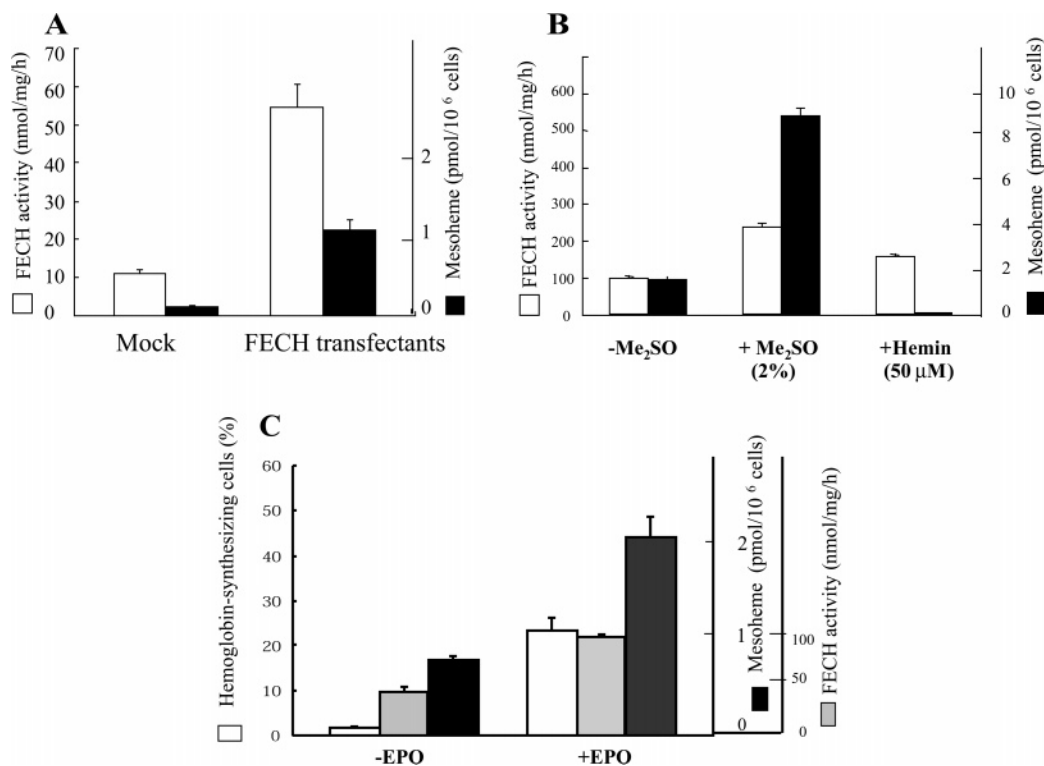 A
FECH activity (nmol/mg/h)
70
60
50
40
30
20
10
0
2
1
0
Mesoheme (pmol/10 6 cells)
Mock
FECH transfectants
B
FECH activity (nmol/mg/h)
600
500
400
300
200
100
0
10
8
6
4
2
0
Mesoheme (pmol/10 6 cells)
-Me2SO
+ Me2SO
(2%)
+Hemin
(50 μM)
C
Hemoglobin-synthesizing cells (%)
60
50
40
30
20
10
0
2
1
0
Mesoheme (pmol/10 6 cells)
100
50
0
FECH activity (nmol/mg/h)
-EPO
+EPO